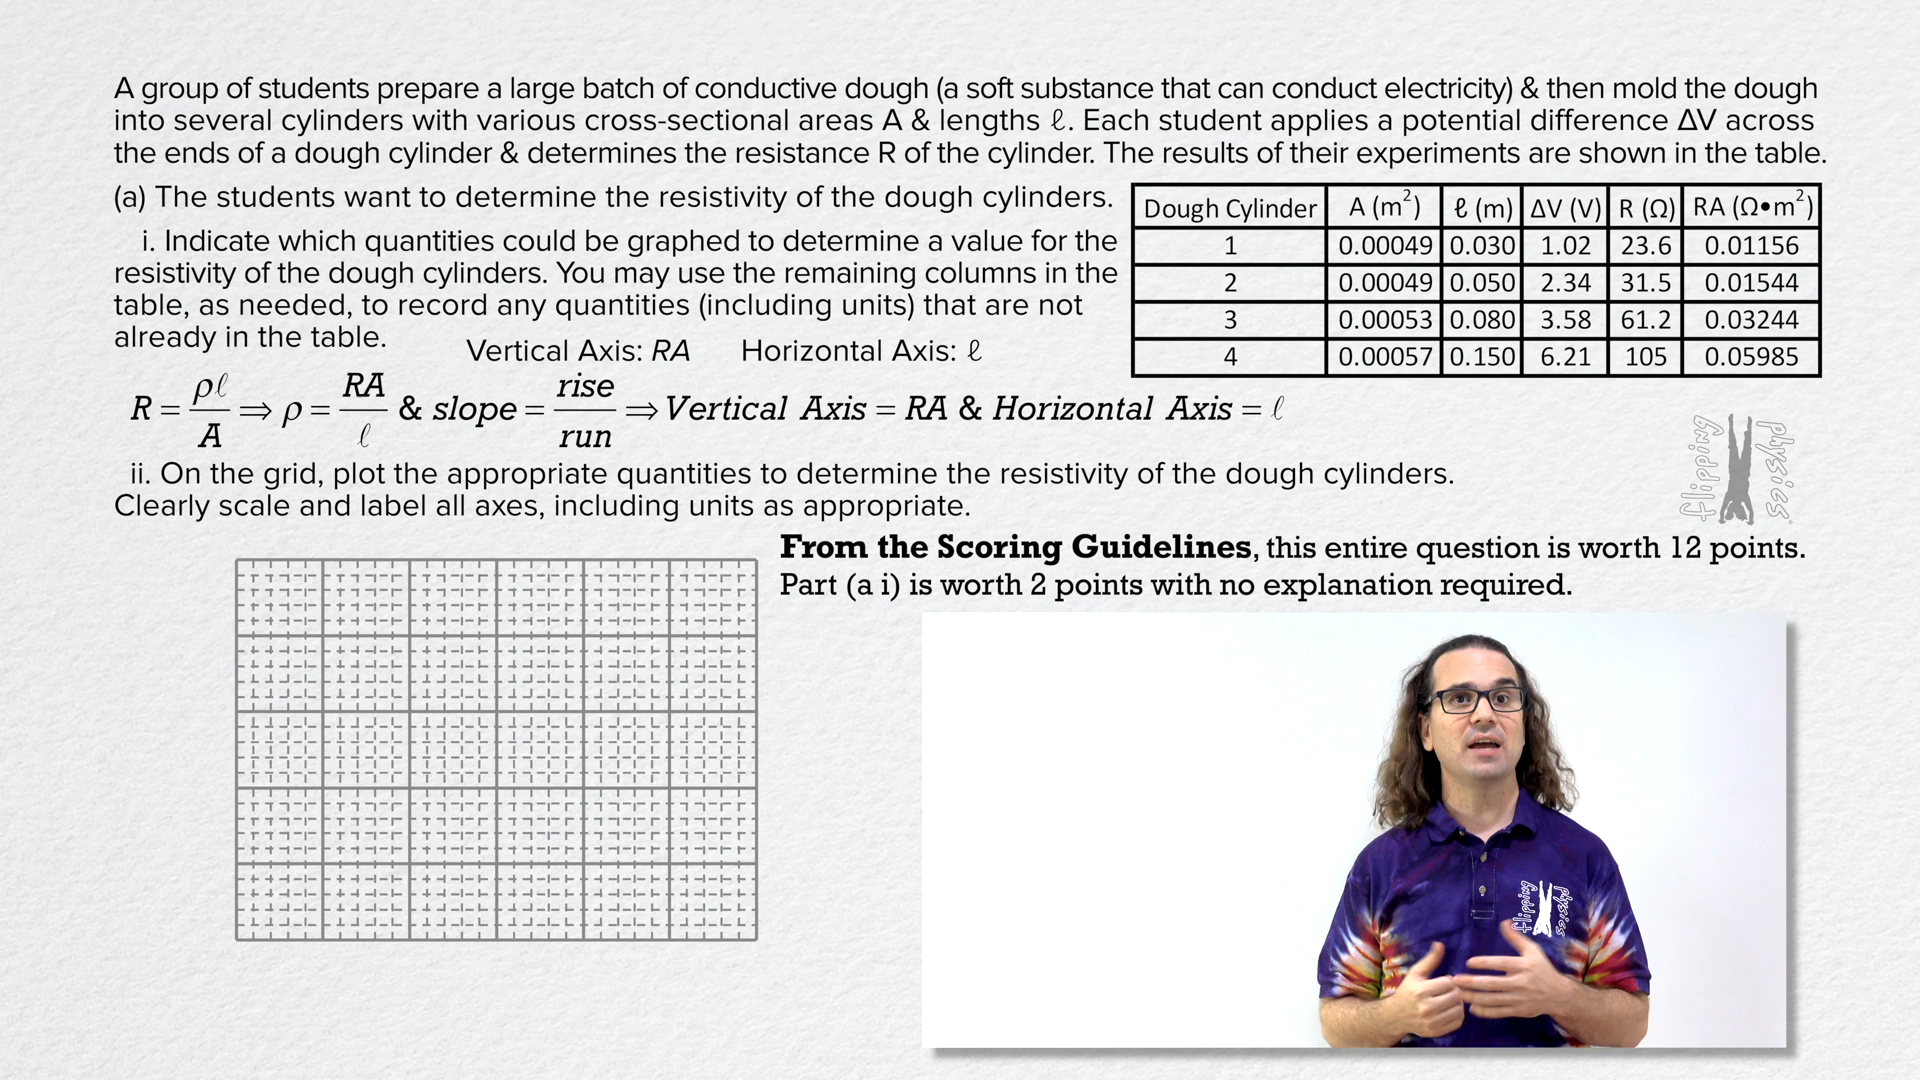 A group of students prepare a large batch of conductive dough (a soft substance that can conduct electricity) & then mold the dough
into several cylinders with various cross-sectional areas A & lengths ℓ. Each student applies a potential difference ΔV across
the ends of a dough cylinder & determines the resistance R of the cylinder. The results of their experiments are shown in the table.
(a) The students want to determine the resistivity of the dough cylinders.
i. Indicate which quantities could be graphed to determine a value for the
resistivity of the dough cylinders. You may use the remaining columns in the
table, as needed, to record any quantities (including units) that are not
already in the table.
Vertical Axis: RA Horizontal Axis: ℓ
Dough Cylinder A (m²) ℓ (m) ΔV (V) R (Ω) RA (Ω•m²)
1 0.00049 0.030 1.02 23.6 0.01156
2 0.00049 0.050 2.34 31.5 0.01544
3 0.00053 0.080 3.58 61.2 0.03244
4 0.00057 0.150 6.21 105 0.05985
R = ρℓ/A ⇒ ρ = RA/ℓ & slope = rise/run ⇒ Vertical Axis = RA & Horizontal Axis = ℓ
flipping physics
ii. On the grid, plot the appropriate quantities to determine the resistivity of the dough cylinders.
Clearly scale and label all axes, including units as appropriate.
From the Scoring Guidelines, this entire question is worth 12 points.
Part (a i) is worth 2 points with no explanation required.
flipping physics